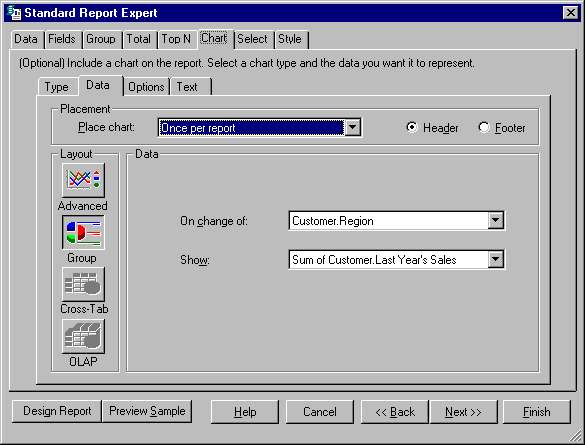 Standard Report Expert
Data Fields Group Total Top N Chart Select Style
(Optional) Include a chart on the report. Select a chart type and the data you want it to represent.
Type Data Options Text
Placement
Place chart: Once per report Header Footer
Layout Data
Advanced
On change of: Customer.Region
Group
Show: Sum of Customer.Last Year's Sales
Cross-Tab
OLAP
Design Report Preview Sample Help Cancel << Back Next >> Finish